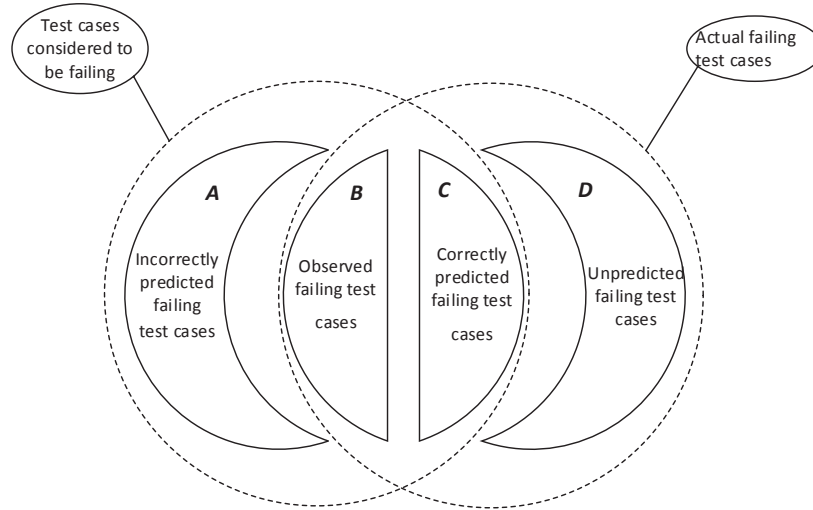 Test cases
considered to
be failing
Actual failing
test cases
A
B
C
D
Incorrectly
predicted
failing
test cases
Observed
failing test
cases
Correctly
predicted
failing test
cases
Unpredicted
failing test
cases